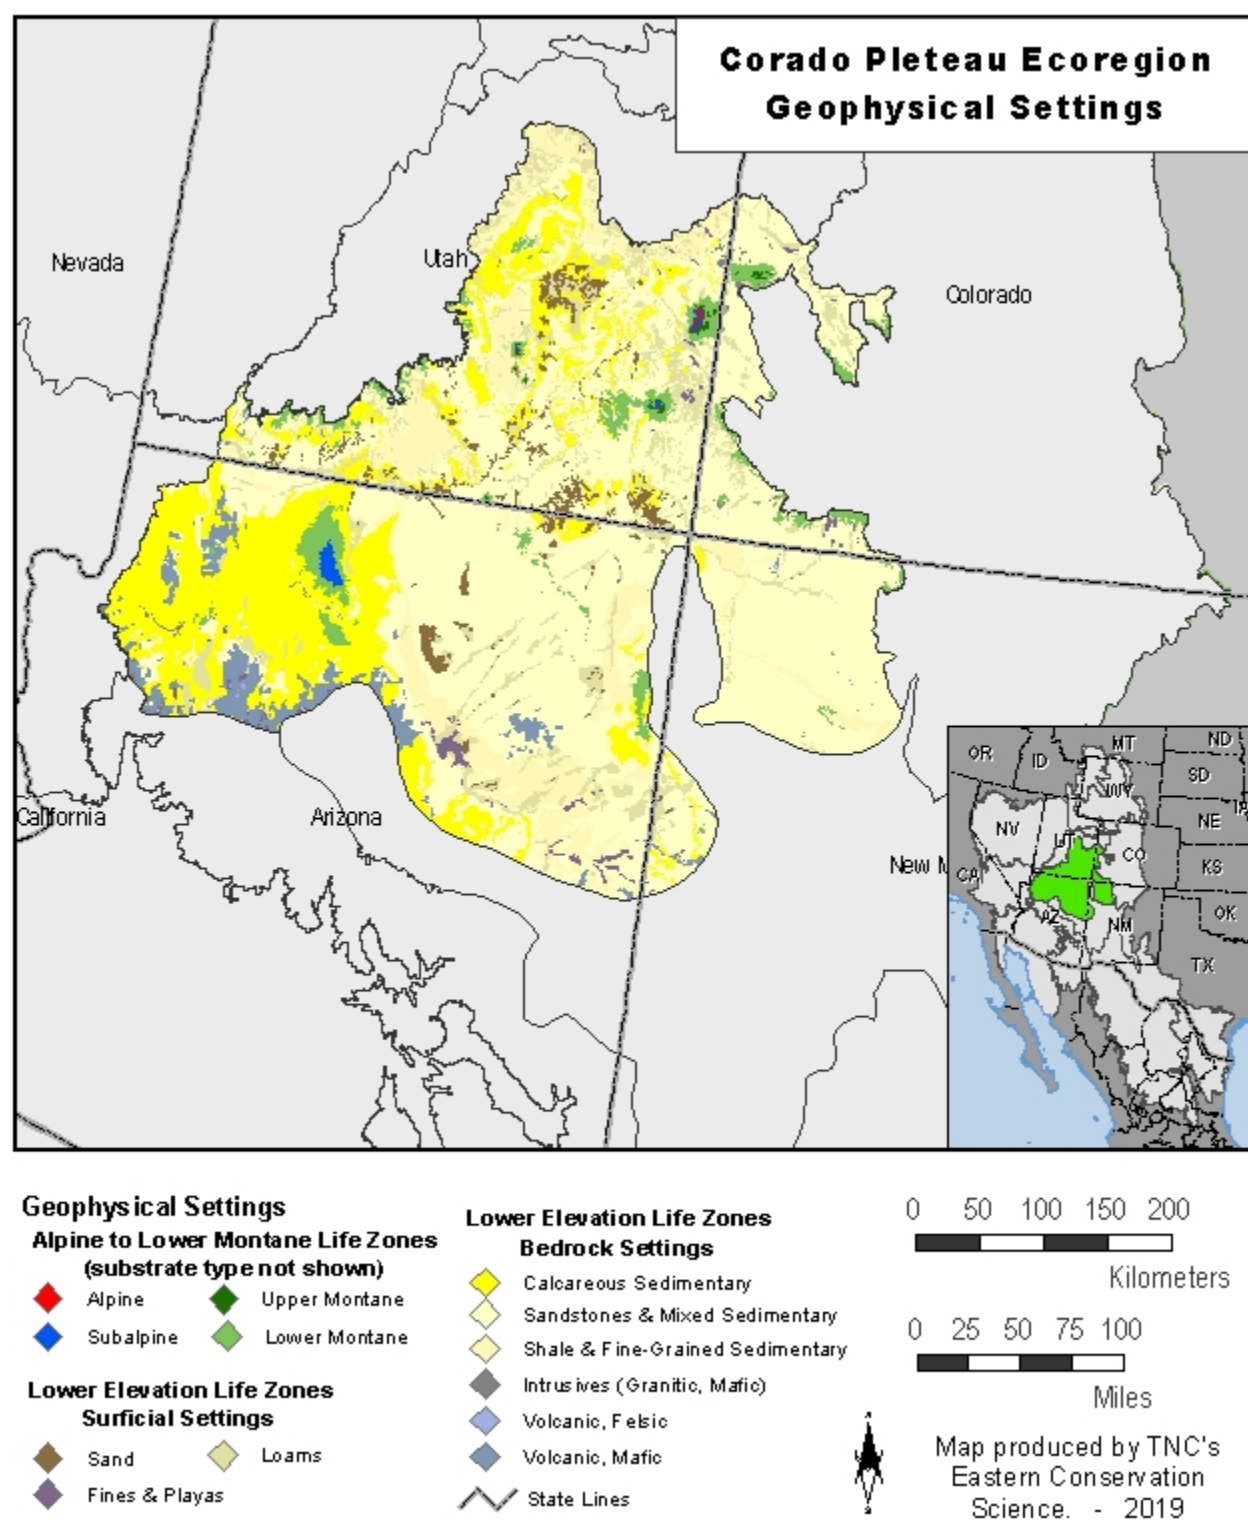 Corado Pleteau Ecoregion
Geophysical Settings
Nevada
Utah
Colorado
California
Arizona
New M
OR
ID
MT
ND
SD
WY
IA
NE
NV
UT
CO
CA
KS
AZ
NM
OK
TX
Geophysical Settings
Alpine to Lower Montane Life Zones
(substrate type not shown)
Alpine
Upper Montane
Subalpine
Lower Montane
Lower Elevation Life Zones
Surficial Settings
Sand
Loams
Fines & Playas
Lower Elevation Life Zones
Bedrock Settings
Calcareous Sedimentary
Sandstones & Mixed Sedimentary
Shale & Fine-Grained Sedimentary
Intrusives (Granitic, Mafic)
Volcanic, Felsic
Volcanic, Mafic
State Lines
0 50 100 150 200
Kilometers
0 25 50 75 100
Miles
Map produced by TNC's
Eastern Conservation
Science. - 2019